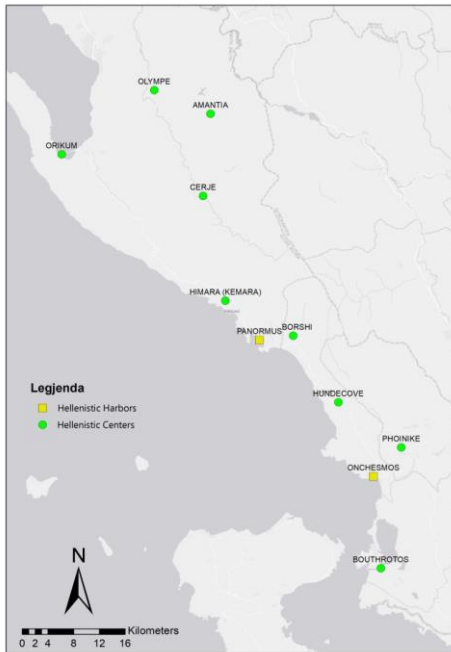 OLYMPE
AMANTIA
ORIKUM
CERJE
HIMARA (KEMARA)
PANORMUS
BORSHI
Legjenda
Hellistic Harbors
Hellenistic Centers
HUNDECOVE
PHOINIKE
ONCHESMOS
BOUTHROTOS
N
Kilometers
0 2 4 8 12 16